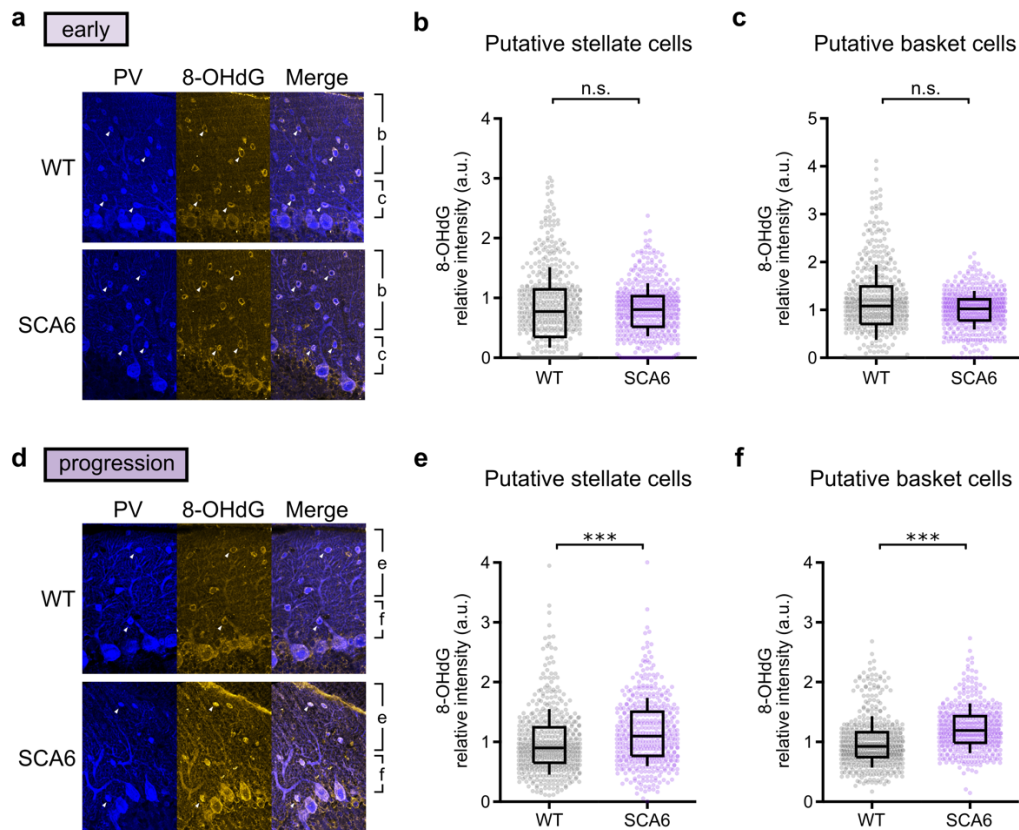 a early
PV 8-OHdG Merge
WT
b
c
SCA6
b
c
b
Putative stellate cells
n.s.
8-OHdG
relative intensity (a.u.)
4
3
2
1
0
WT SCA6
c
Putative basket cells
n.s.
8-OHdG
relative intensity (a.u.)
5
4
3
2
1
0
WT SCA6
d progression
PV 8-OHdG Merge
WT
e
f
SCA6
e
f
e
Putative stellate cells
***
8-OHdG
relative intensity (a.u.)
4
3
2
1
0
WT SCA6
f
Putative basket cells
***
8-OHdG
relative intensity (a.u.)
4
3
2
1
0
WT SCA6